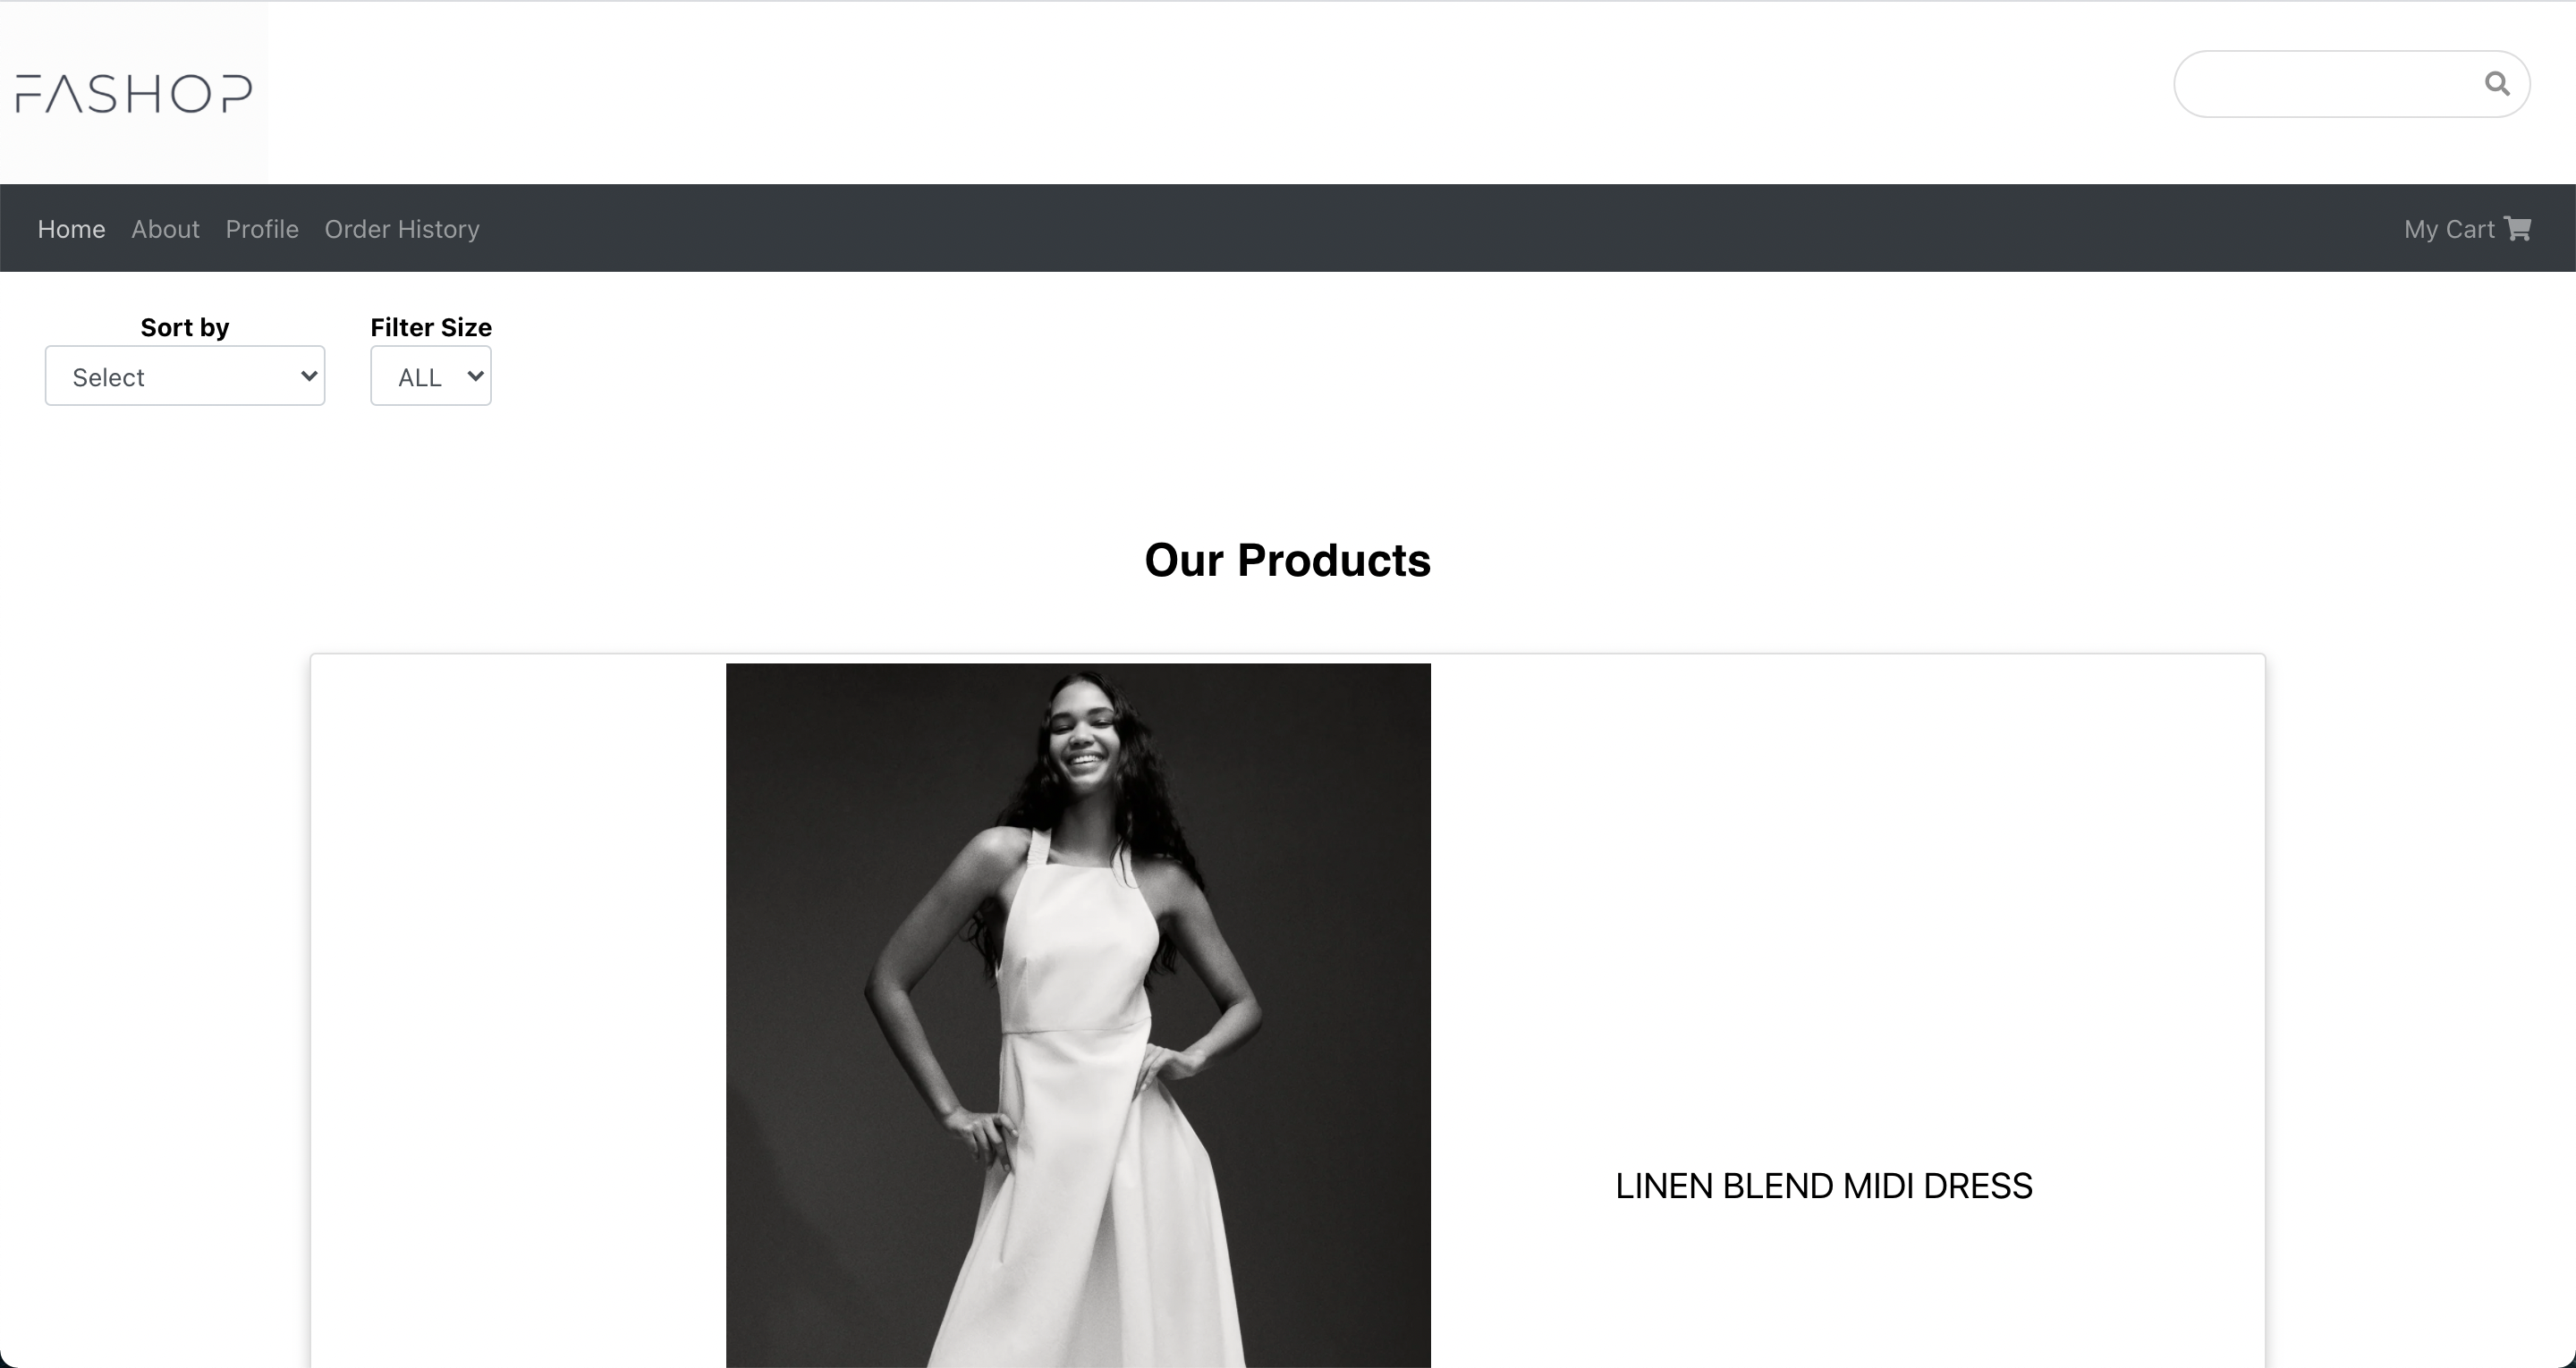 FASHOP
Home About Profile Order History My Cart
Sort by Filter Size
Select ALL
Our Products
LINEN BLEND MIDI DRESS